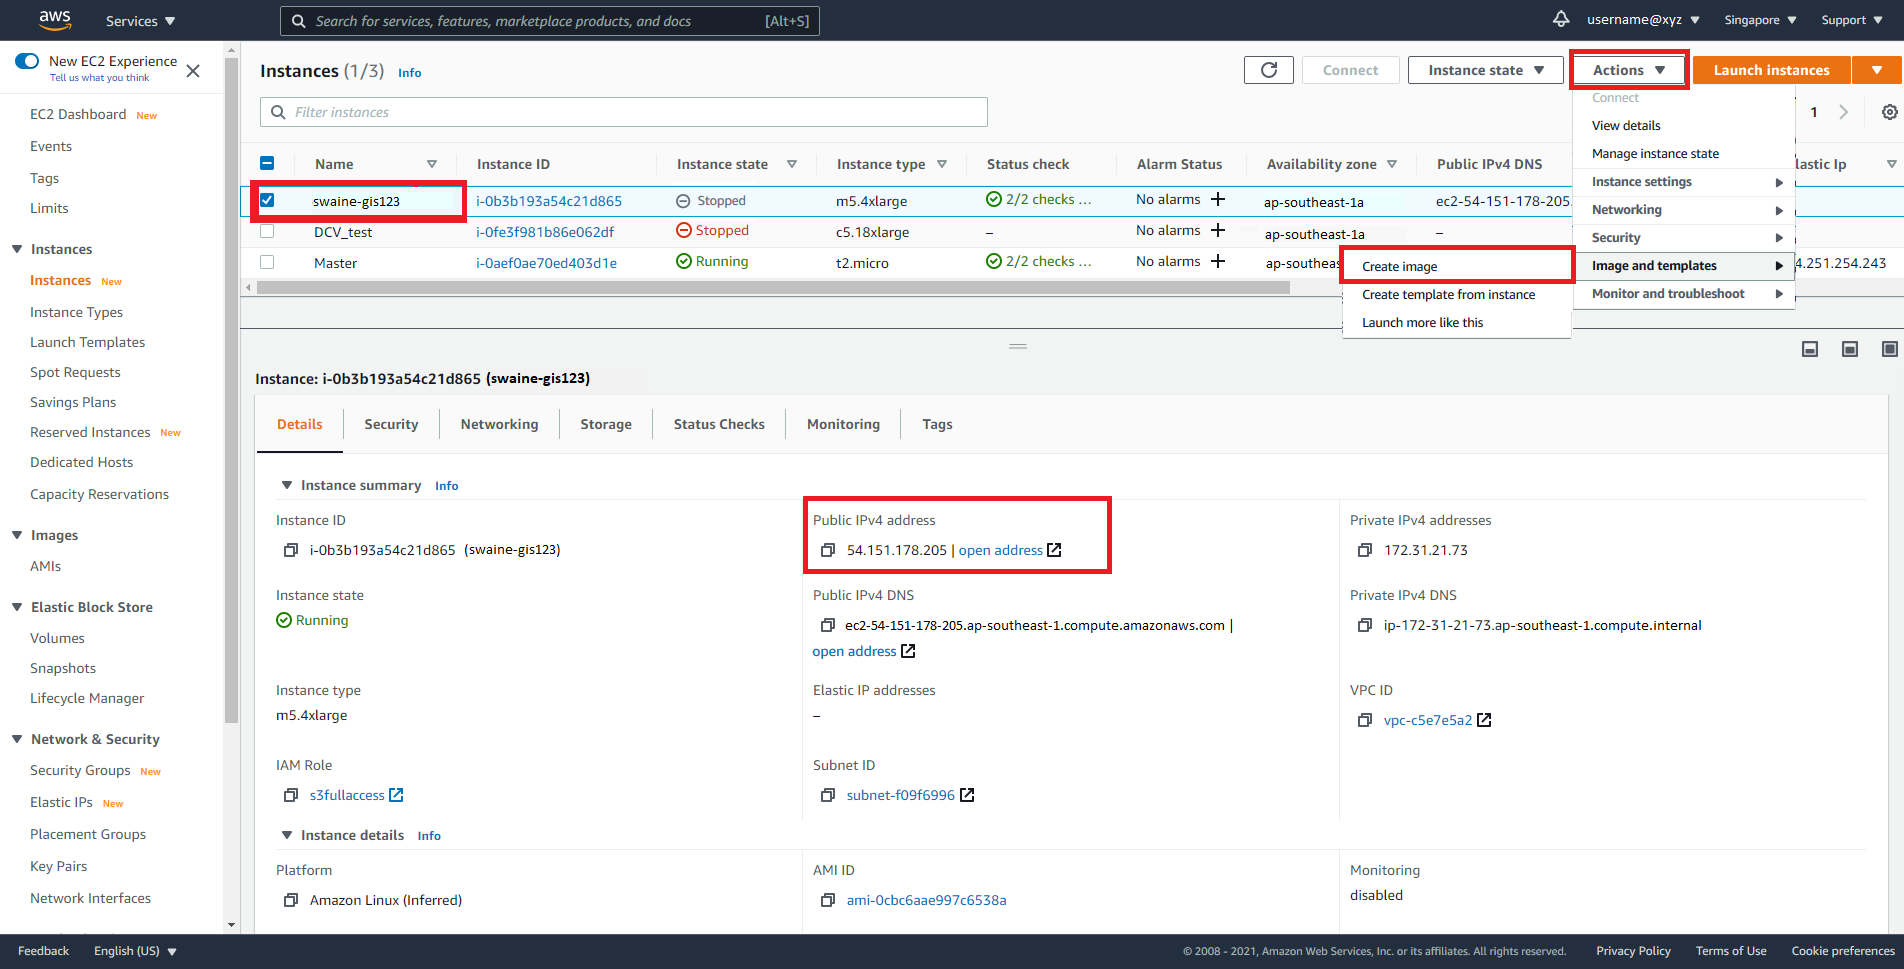 aws Services Search for services, features, marketplace products, and docs [Alt+S] username@xyz Singapore Support
New EC2 Experience
Tell us what you think
EC2 Dashboard New
Events
Tags
Limits
Instances
Instances New
Instance Types
Launch Templates
Spot Requests
Savings Plans
Reserved Instances New
Dedicated Hosts
Capacity Reservations
Images
AMIs
Elastic Block Store
Volumes
Snapshots
Lifecycle Manager
Network & Security
Security Groups New
Elastic IPs New
Placement Groups
Key Pairs
Network Interfaces
Instances (1/3) Info Connect Instance state Actions Launch instances
Filter instances 1
Name Instance ID Instance state Instance type Status check Alarm Status Availability zone Public IPv4 DNS lastic Ip
swaine-gis123 i-0b3b193a54c21d865 Stopped m5.4xlarge 2/2 checks ... No alarms + ap-southeast-1a ec2-54-151-178-205.
DCV_test i-0fe3f981b86e062df Stopped c5.18xlarge – No alarms + ap-southeast-1a –
Master i-0aef0ae70ed403d1e Running t2.micro 2/2 checks ... No alarms + ap-southeas 4.251.254.243
Connect
View details
Manage instance state
Instance settings
Networking
Security
Image and templates
Monitor and troubleshoot
Create image
Create template from instance
Launch more like this
Instance: i-0b3b193a54c21d865 (swaine-gis123)
Details Security Networking Storage Status Checks Monitoring Tags
Instance summary Info
Instance ID Public IPv4 address Private IPv4 addresses
i-0b3b193a54c21d865 (swaine-gis123) 54.151.178.205 | open address 172.31.21.73
Instance state Public IPv4 DNS Private IPv4 DNS
Running ec2-54-151-178-205.ap-southeast-1.compute.amazonaws.com | ip-172-31-21-73.ap-southeast-1.compute.internal
open address
Instance type Elastic IP addresses VPC ID
m5.4xlarge – vpc-c5e7e5a2
IAM Role Subnet ID
s3fullaccess subnet-f09f6996
Instance details Info
Platform AMI ID Monitoring
Amazon Linux (Inferred) ami-0cbc6aae997c6538a disabled
Feedback English (US) © 2008 - 2021, Amazon Web Services, Inc. or its affiliates. All rights reserved. Privacy Policy Terms of Use Cookie preferences